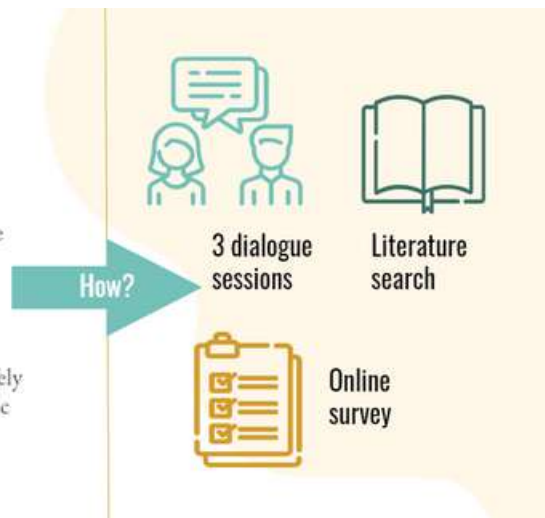 How?
3 dialogue
sessions
Literature
search
Online
survey